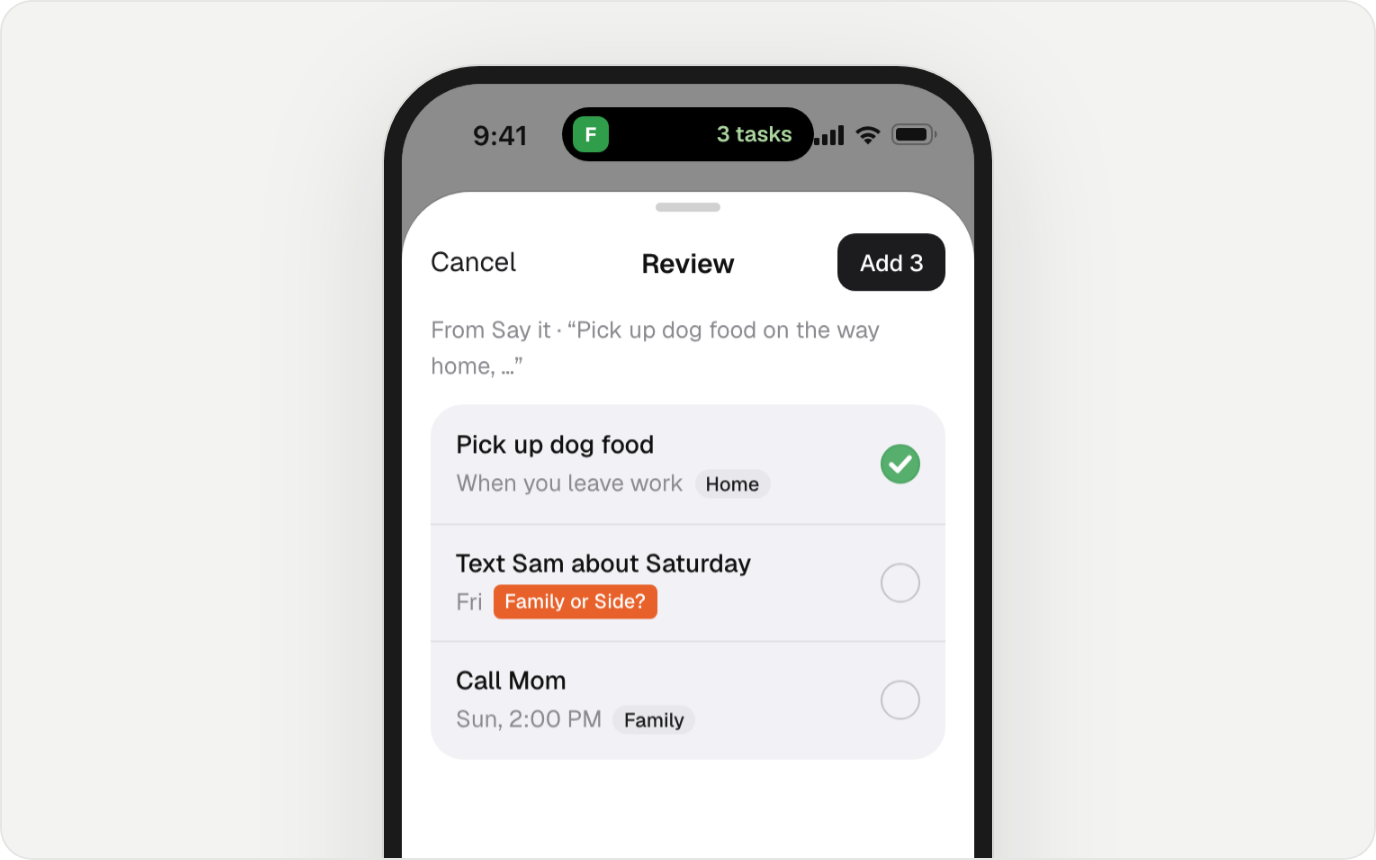 9:41
F
3 tasks
Cancel
Review
Add 3
From Say it · “Pick up dog food on the way
home, ...”
Pick up dog food
When you leave work Home
Text Sam about Saturday
Fri Family or Side?
Call Mom
Sun, 2:00 PM Family